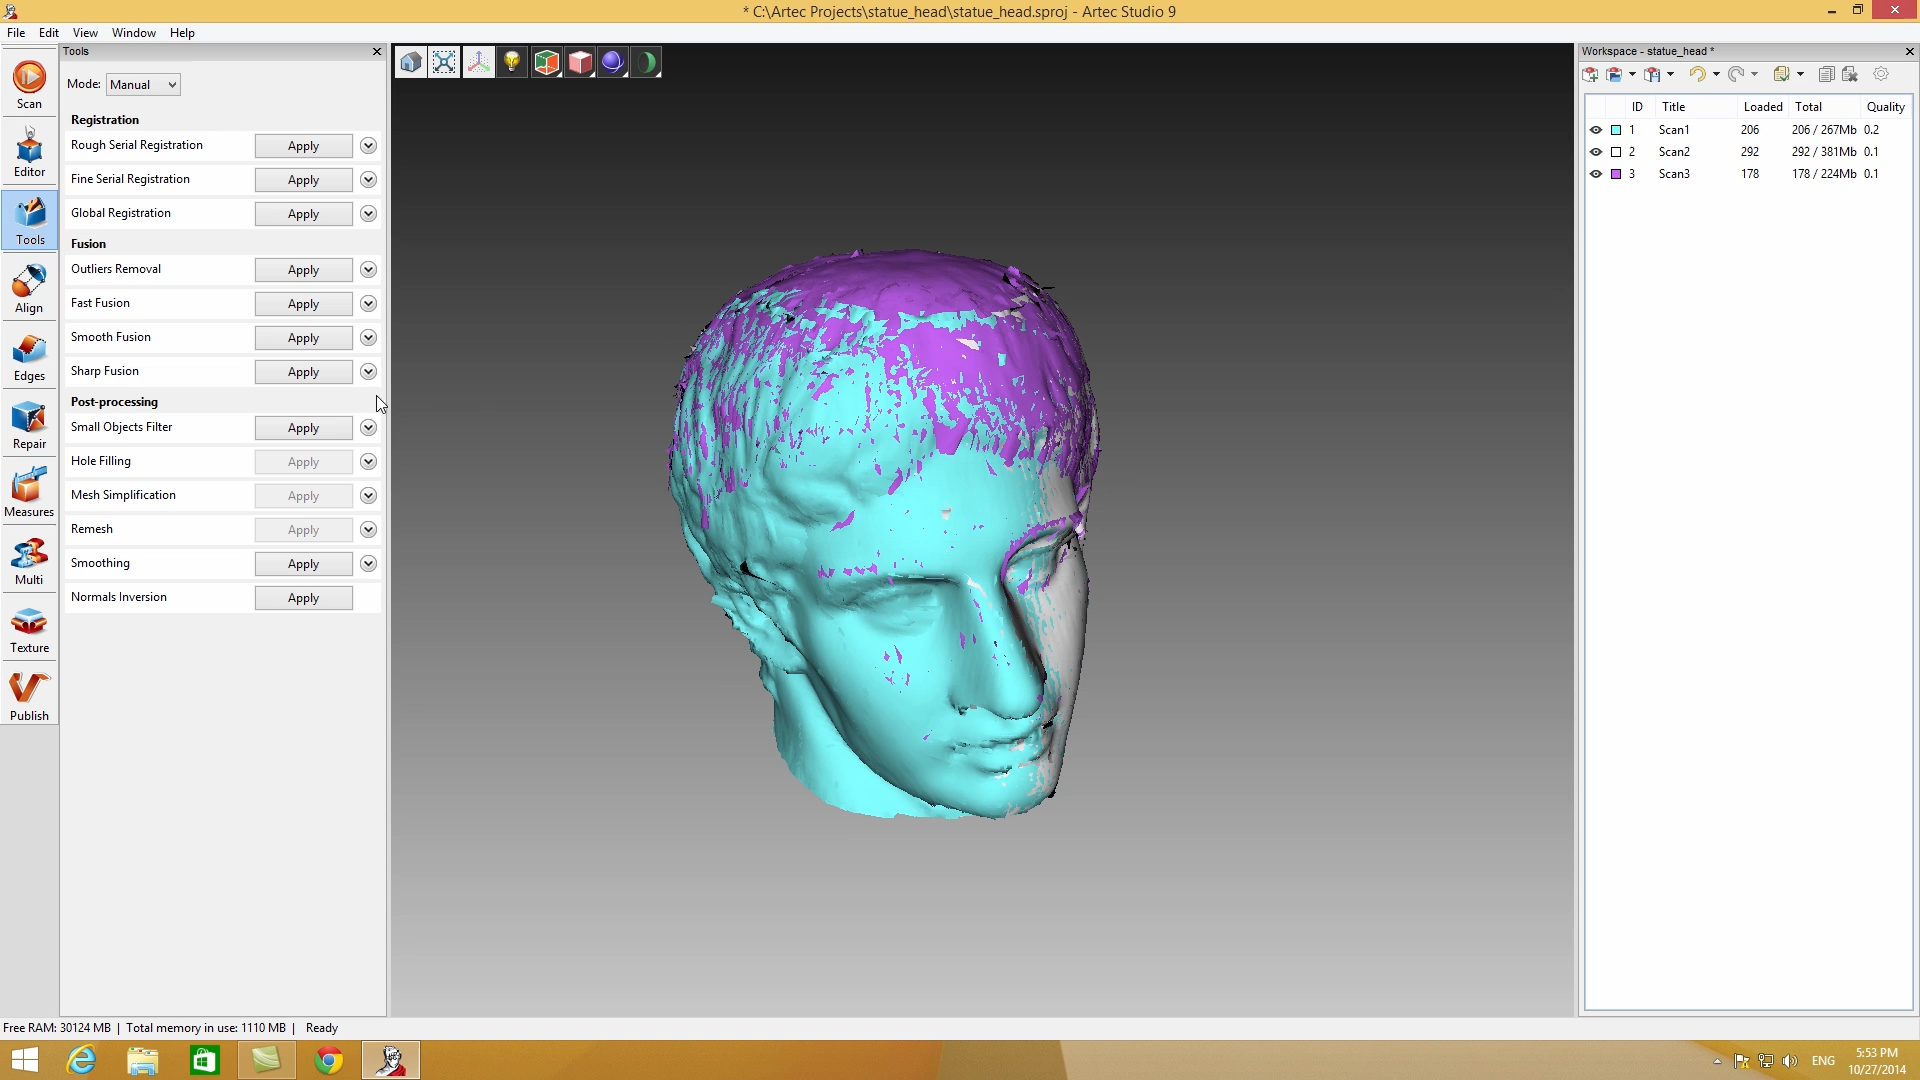 * C:\Artec Projects\statue_head\statue_head.sproj - Artec Studio 9
File Edit View Window Help
Tools
Workspace - statue_head *
Scan
Editor
Tools
Align
Edges
Repair
Measures
Multi
Texture
Publish
Mode: Manual
Registration
Rough Serial Registration Apply
Fine Serial Registration Apply
Global Registration Apply
Fusion
Outliers Removal Apply
Fast Fusion Apply
Smooth Fusion Apply
Sharp Fusion Apply
Post-processing
Small Objects Filter Apply
Hole Filling Apply
Mesh Simplification Apply
Remesh Apply
Smoothing Apply
Normals Inversion Apply
ID Title Loaded Total Quality
1 Scan1 206 206 / 267Mb 0.2
2 Scan2 292 292 / 381Mb 0.1
3 Scan3 178 178 / 224Mb 0.1
Free RAM: 30124 MB | Total memory in use: 1110 MB | Ready
ENG
5:53 PM
10/27/2014